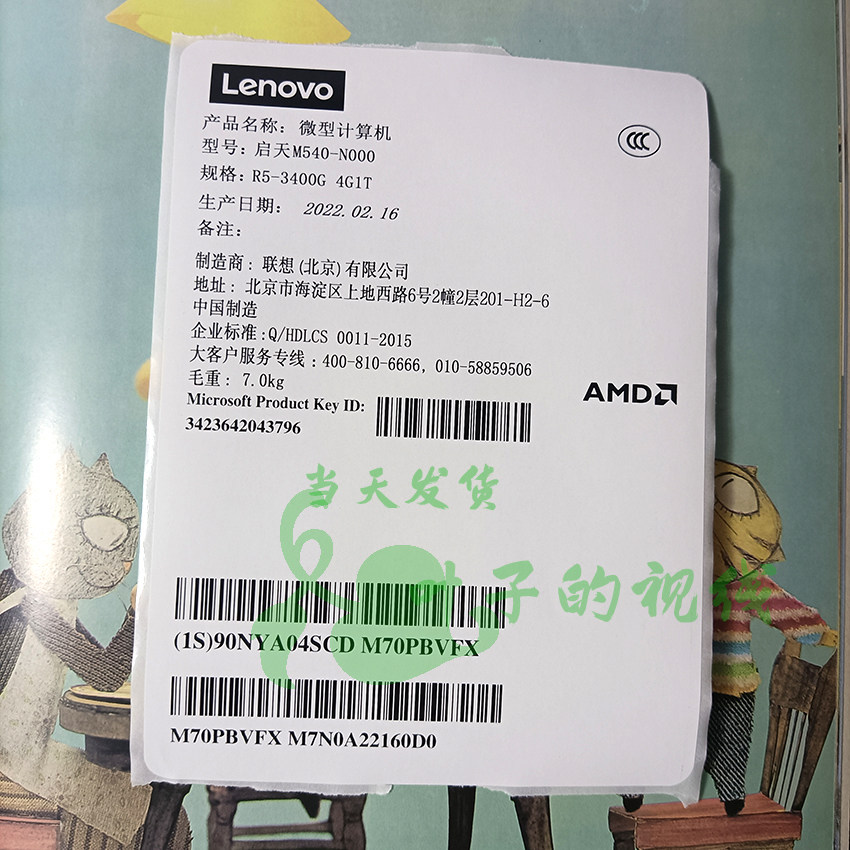 Lenovo
产品名称：微型计算机
型号：启天M540-N000
规格：R5-3400G 4G1T
生产日期： 2022.02.16
备注：
CCC
制造商：联想(北京)有限公司
地址：北京市海淀区上地西路6号2幢2层201-H2-6
中国制造
企业标准:Q/HDLCS 0011-2015
大客户服务专线：400-810-6666, 010-58859506
毛重：7.0kg
AMD
Microsoft Product Key ID:
3423642043796
当天发货
叶子的视线
(1S)90NYA04SCD M70PBVFX
M70PBVFX M7N0A22160D0